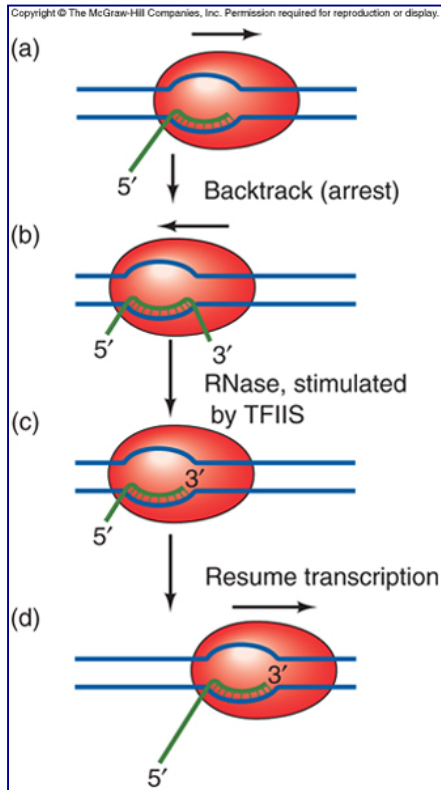 Copyright © The McGraw-Hill Companies, Inc. Permission required for reproduction or display.
(a)
5′
Backtrack (arrest)
(b)
5′
3′
RNase, stimulated
by TFIIS
(c)
3′
5′
Resume transcription
(d)
3′
5′